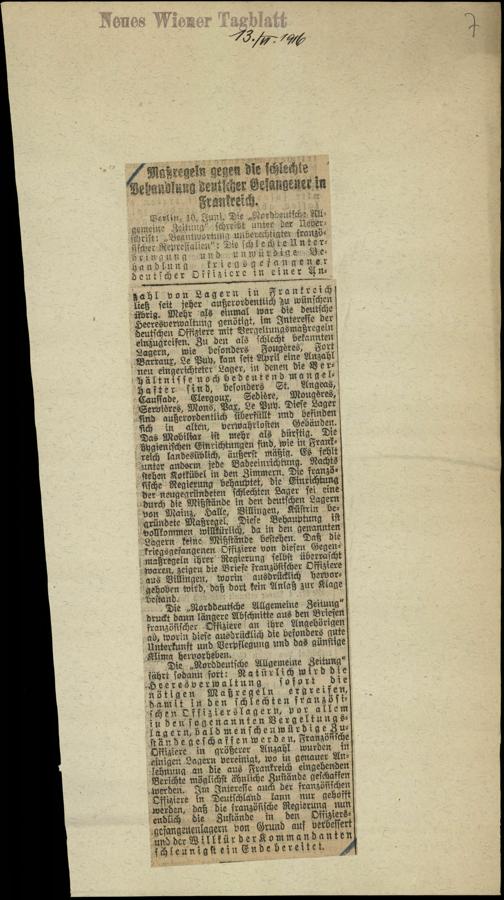 Neues Wiener Tagblatt
13./VI. 1916
7
Maßregeln gegen die schlechte
Behandlung deutscher Gefangener in
Frankreich.
Berlin, 10. Juni. Die „Norddeutsche All-
gemeine Zeitung" schreibt unter der Ueber-
schrift: „Beantwortung unberechtigter französ-
sischer Repressalien": Die schlechte Unter-
bringung und unwürdige Be-
handlung kriegsgefangener
deutscher Offiziere in einer An-
zahl von Lagern in Frankreich
ließ seit jeher außerordentlich zu wünschen
übrig. Mehr als einmal war die deutsche
Heeresverwaltung genötigt, im Interesse der
deutschen Offiziere mit Vergeltungsmaßregeln
einzugreifen. Zu den als schlecht bekannten
Lagern, wie besonders Fougères, Fort
Barraux, Le Puy, kam seit April eine Anzahl
neu eingerichteter Lager, in denen die Ver-
hältnisse noch bedeutend mangel-
hafter sind, besonders St. Angeau,
Caussade, Clergoux, Sedière, Mougères,
Servières, Mons, Vax, Le Puy. Diese Lager
sind außerordentlich überfüllt und befinden
sich in alten, verwahrlosten Gebäuden.
Das Mobiliar ist mehr als dürftig. Die
hygienischen Einrichtungen sind, wie in Frank-
reich landesüblich, äußerst mäßig. Es fehlt
unter anderm jede Badeeinrichtung. Nachts
stehen Kotkübel in den Zimmern. Die franzö-
sische Regierung behauptet, die Einrichtung
der neugegründeten schlechten Lager sei eine
durch die Mißstände in den deutschen Lagern
von Mainz, Halle, Villingen, Küstrin be-
gründete Maßregel. Diese Behauptung ist
vollkommen willkürlich, da in den genannten
Lagern keine Mißstände bestehen. Daß die
kriegsgefangenen Offiziere von diesen Gegen-
maßregeln ihrer Regierung selbst überrascht
waren, zeigen die Briefe französischer Offiziere
aus Villingen, worin ausdrücklich hervor-
gehoben wird, daß dort kein Anlaß zur Klage
bestand.
Die „Norddeutsche Allgemeine Zeitung"
druckt dann längere Abschnitte aus den Briefen
französischer Offiziere an ihre Angehörigen
ab, worin diese ausdrücklich die besonders gute
Unterkunft und Verpflegung und das günstige
Klima hervorheben.
Die „Norddeutsche Allgemeine Zeitung"
fährt sodann fort: Natürlich wird die
Heeresverwaltung sofort die
nötigen Maßregeln ergreifen,
damit in den schlechten französi-
schen Offizierslagern, vor allem
in den sogenannten Vergeltungs-
lagern, bald menschenwürdige Zu-
stände geschaffen werden. Französische
Offiziere in größerer Anzahl wurden in
einigen Lagern vereinigt, wo in genauer An-
lehnung an die aus Frankreich eingehenden
Berichte möglichst ähnliche Zustände geschaffen
werden. Im Interesse auch der französischen
Offiziere in Deutschland kann nur gehofft
werden, daß die französische Regierung nun
endlich die Zustände in den Offiziers-
gefangenenlagern von Grund auf verbessert
und der Willkür der Kommandanten
schleunigst ein Ende bereitet.